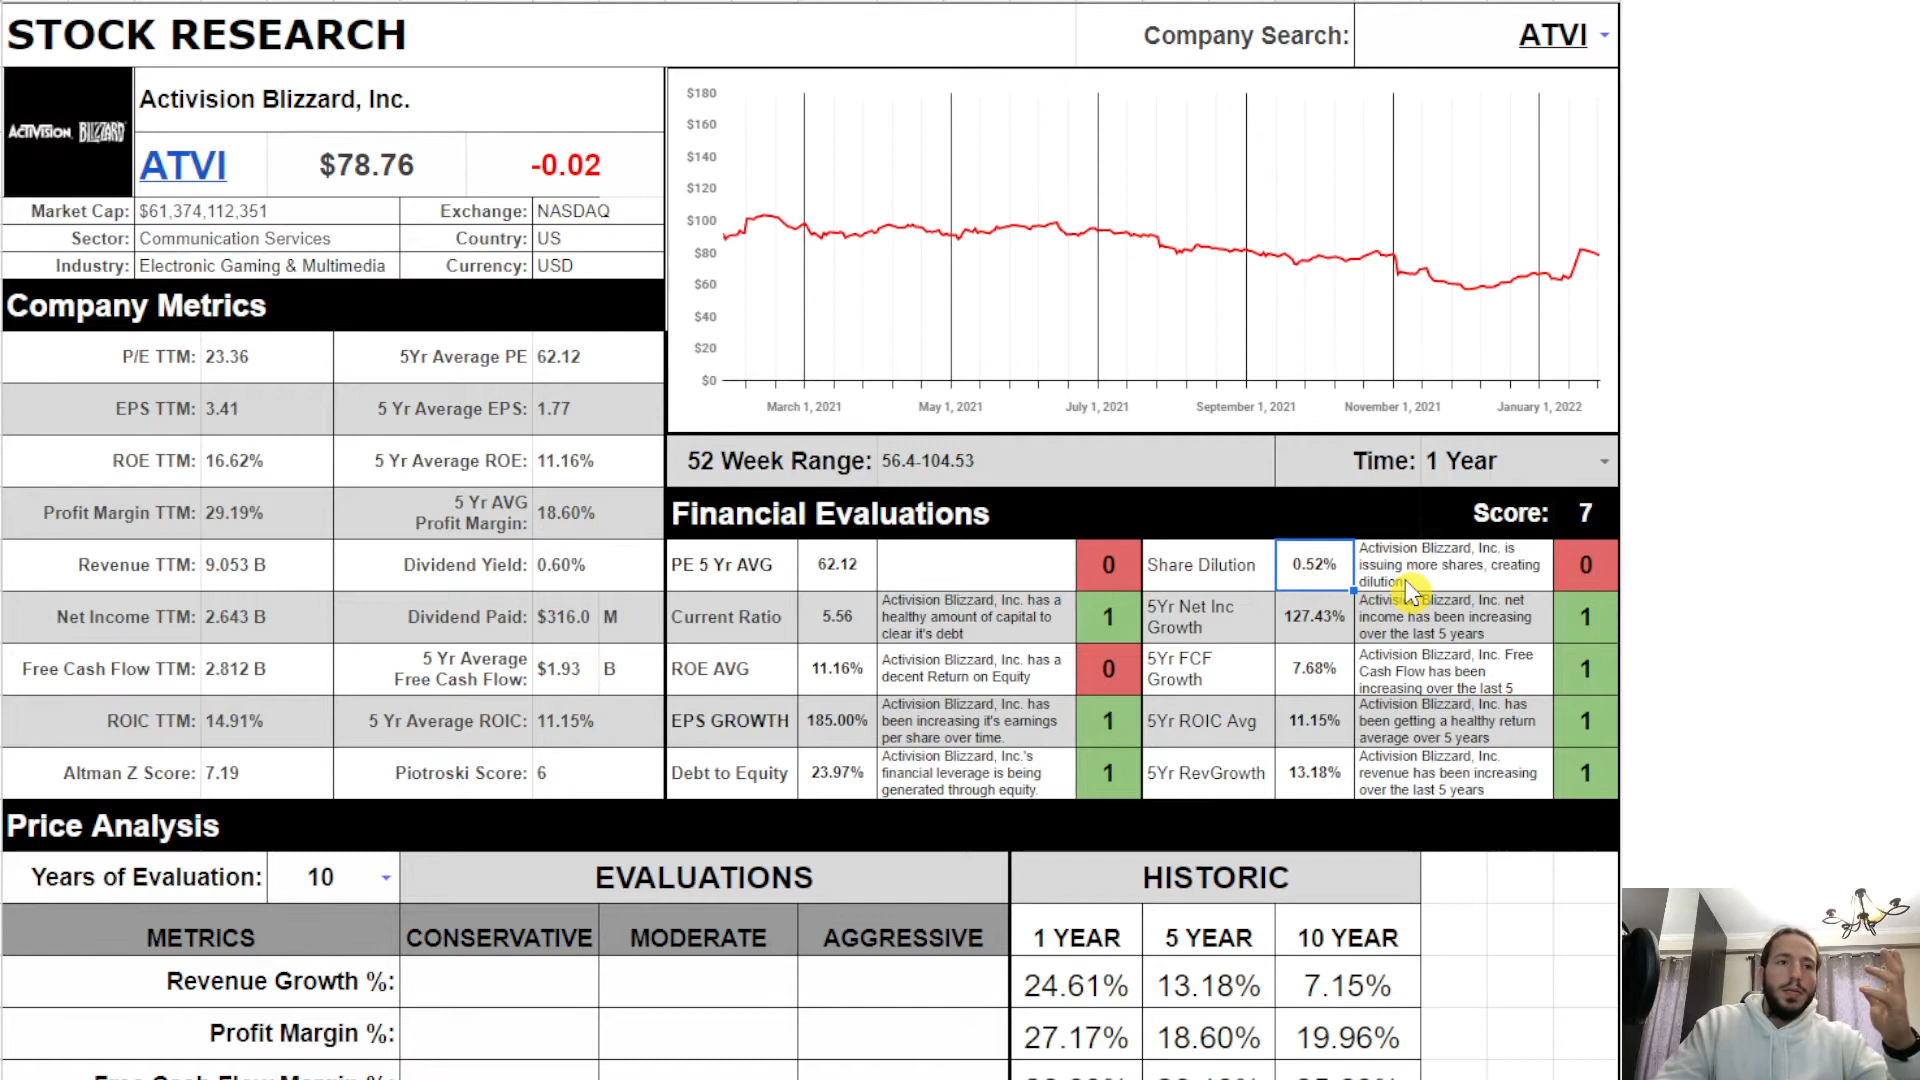 STOCK RESEARCH
Company Search:
ATVI
ACTIVISION BLIZZARD
Activision Blizzard, Inc.
ATVI $78.76 -0.02
Market Cap: $61,374,112,351 Exchange: NASDAQ
Sector: Communication Services Country: US
Industry: Electronic Gaming & Multimedia Currency: USD
$180
$160
$140
$120
$100
$80
$60
$40
$20
$0
March 1, 2021 May 1, 2021 July 1, 2021 September 1, 2021 November 1, 2021 January 1, 2022
52 Week Range: 56.4-104.53 Time: 1 Year
Company Metrics
P/E TTM: 23.36 5Yr Average PE 62.12
EPS TTM: 3.41 5 Yr Average EPS: 1.77
ROE TTM: 16.62% 5 Yr Average ROE: 11.16%
Profit Margin TTM: 29.19% 5 Yr AVG
Profit Margin: 18.60%
Revenue TTM: 9.053 B Dividend Yield: 0.60%
Net Income TTM: 2.643 B Dividend Paid: $316.0 M
Free Cash Flow TTM: 2.812 B 5 Yr Average
Free Cash Flow: $1.93 B
ROIC TTM: 14.91% 5 Yr Average ROIC: 11.15%
Altman Z Score: 7.19 Piotroski Score: 6
Financial Evaluations Score: 7
PE 5 Yr AVG 62.12 0
Current Ratio 5.56 Activision Blizzard, Inc. has a
healthy amount of capital to
clear it's debt 1
ROE AVG 11.16% Activision Blizzard, Inc. has a
decent Return on Equity 0
EPS GROWTH 185.00% Activision Blizzard, Inc. has
been increasing it's earnings
per share over time. 1
Debt to Equity 23.97% Activision Blizzard, Inc.'s
financial leverage is being
generated through equity. 1
Share Dilution 0.52% Activision Blizzard, Inc. is
issuing more shares, creating
dilution 0
5Yr Net Inc
Growth 127.43% Activision Blizzard, Inc. net
income has been increasing
over the last 5 years 1
5Yr FCF
Growth 7.68% Activision Blizzard, Inc. Free
Cash Flow has been
increasing over the last 5 1
5Yr ROIC Avg 11.15% Activision Blizzard, Inc. has
been getting a healthy return
average over 5 years 1
5Yr RevGrowth 13.18% Activision Blizzard, Inc.
revenue has been increasing
over the last 5 years 1
Price Analysis
Years of Evaluation: 10 EVALUATIONS HISTORIC
METRICS CONSERVATIVE MODERATE AGGRESSIVE 1 YEAR 5 YEAR 10 YEAR
Revenue Growth %: 24.61% 13.18% 7.15%
Profit Margin %: 27.17% 18.60% 19.96%